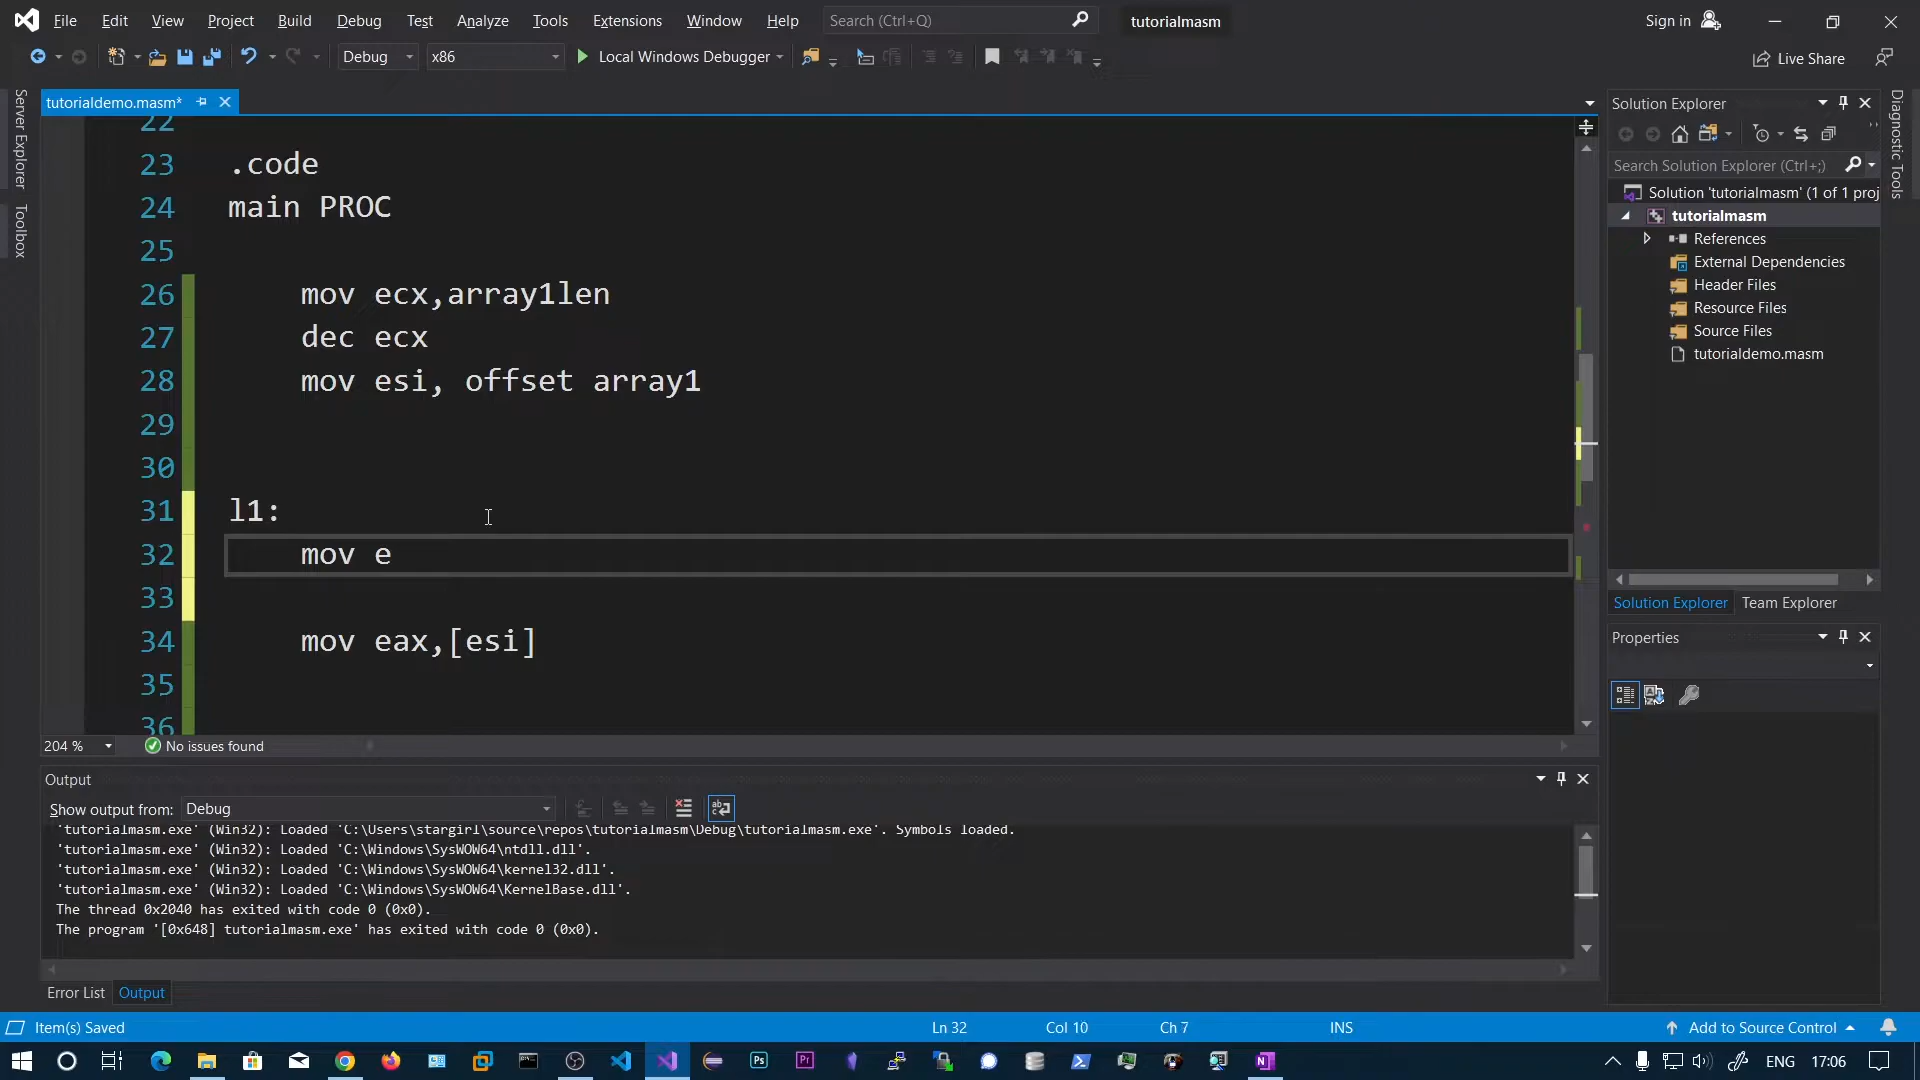 File Edit View Project Build Debug Test Analyze Tools Extensions Window Help Search (Ctrl+Q) tutorialmasm Sign in
Debug x86 Local Windows Debugger Live Share
Server Explorer
Toolbox
tutorialdemo.masm*
22
23 .code
24 main PROC
25
26 mov ecx,array1len
27 dec ecx
28 mov esi, offset array1
29
30
31 l1:
32 mov e
33
34 mov eax,[esi]
35
36
204 % No issues found
Output
Show output from: Debug
'tutorialmasm.exe' (Win32): Loaded 'C:\Users\stargirl\source\repos\tutorialmasm\Debug\tutorialmasm.exe'. Symbols loaded.
'tutorialmasm.exe' (Win32): Loaded 'C:\Windows\SysWOW64\ntdll.dll'.
'tutorialmasm.exe' (Win32): Loaded 'C:\Windows\SysWOW64\kernel32.dll'.
'tutorialmasm.exe' (Win32): Loaded 'C:\Windows\SysWOW64\KernelBase.dll'.
The thread 0x2040 has exited with code 0 (0x0).
The program '[0x648] tutorialmasm.exe' has exited with code 0 (0x0).
Error List Output
Solution Explorer
Search Solution Explorer (Ctrl+;)
Solution 'tutorialmasm' (1 of 1 proj
tutorialmasm
References
External Dependencies
Header Files
Resource Files
Source Files
tutorialdemo.masm
Solution Explorer Team Explorer
Properties
Diagnostic Tools
Item(s) Saved Ln 32 Col 10 Ch 7 INS Add to Source Control
Ps Pr N ENG 17:06